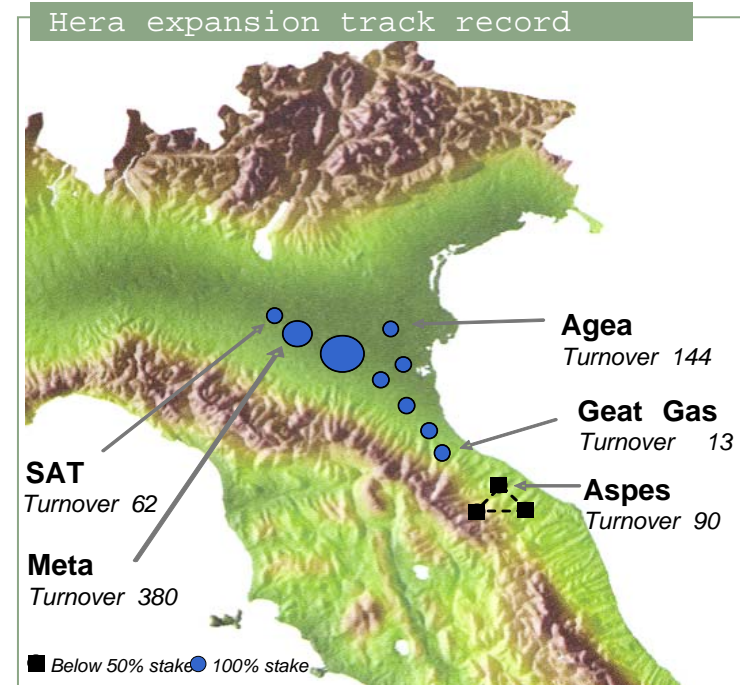 Hera expansion track record
Agea
Turnover 144
Geat Gas
Turnover 13
SAT
Turnover 62
Aspes
Turnover 90
Meta
Turnover 380
Below 50% stake
100% stake